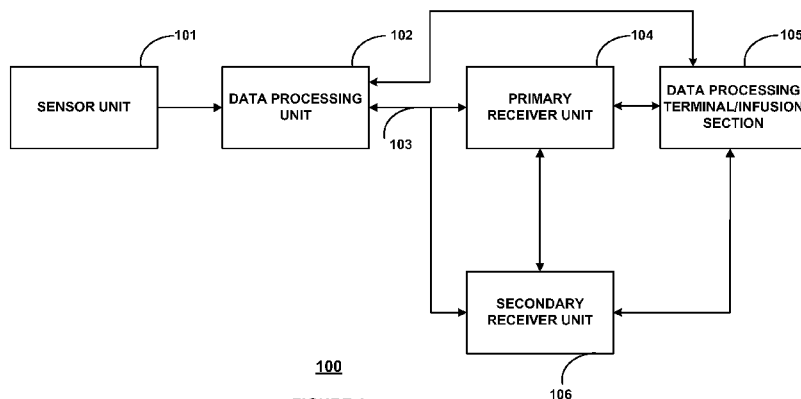 101
102
104
105
SENSOR UNIT
DATA PROCESSING
UNIT
PRIMARY
RECEIVER UNIT
DATA PROCESSING
TERMINAL/INFUSION
SECTION
103
SECONDARY
RECEIVER UNIT
100
106